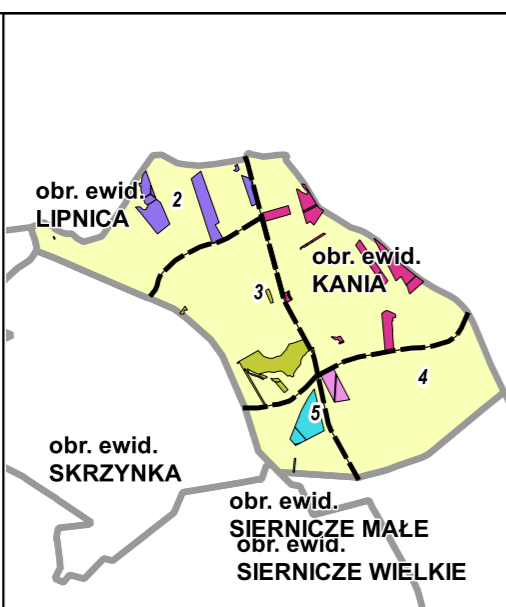 obr. ewid.
LIPNICA
2
obr. ewid.
KANIA
3
4
5
obr. ewid.
SKRZYNKA
obr. ewid.
SIERNICZE MAŁE
obr. ewid.
SIERNICZE WIELKIE